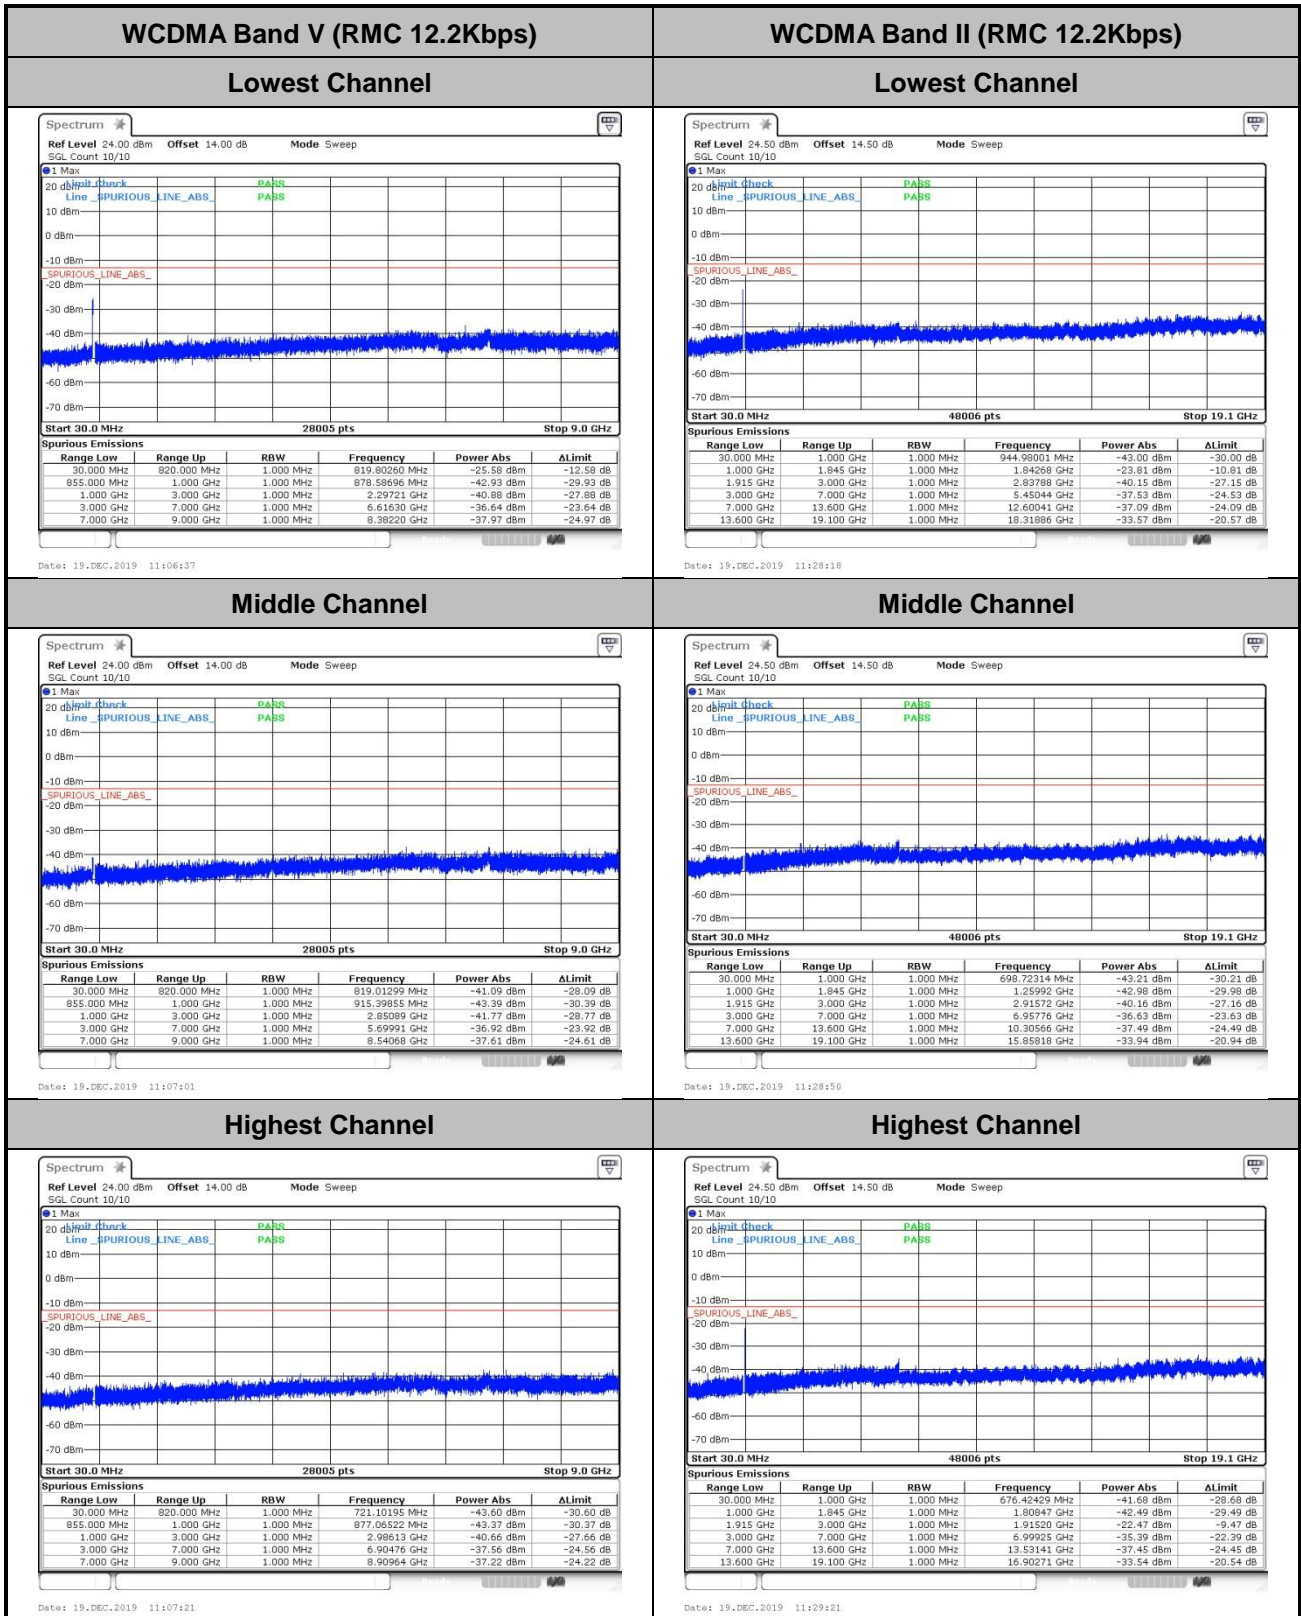 WCDMA Band V (RMC 12.2Kbps)
WCDMA Band II (RMC 12.2Kbps)
Lowest Channel
Lowest Channel
Spectrum
Ref Level 24.00 dBm Offset 14.00 dB Mode Sweep
SGL Count 10/10
1 Max
Limit Check PASS
20 dBm
Line _SPURIOUS_LINE_ABS_ PASS
10 dBm
0 dBm
-10 dBm
_SPURIOUS_LINE_ABS_
-20 dBm
-30 dBm
-40 dBm
-60 dBm
-70 dBm
Start 30.0 MHz 28005 pts Stop 9.0 GHz
Spurious Emissions
Range Low Range Up RBW Frequency Power Abs ΔLimit
30.000 MHz 820.000 MHz 1.000 MHz 819.80260 MHz -25.58 dBm -12.58 dB
855.000 MHz 1.000 GHz 1.000 MHz 878.58696 MHz -42.93 dBm -29.93 dB
1.000 GHz 3.000 GHz 1.000 MHz 2.29721 GHz -40.88 dBm -27.88 dB
3.000 GHz 7.000 GHz 1.000 MHz 6.61630 GHz -36.64 dBm -23.64 dB
7.000 GHz 9.000 GHz 1.000 MHz 8.38220 GHz -37.97 dBm -24.97 dB
Date: 19.DEC.2019 11:06:37
Spectrum
Ref Level 24.50 dBm Offset 14.50 dB Mode Sweep
SGL Count 10/10
1 Max
Limit Check PASS
20 dBm
Line _SPURIOUS_LINE_ABS_ PASS
10 dBm
0 dBm
-10 dBm
_SPURIOUS_LINE_ABS_
-20 dBm
-30 dBm
-40 dBm
-60 dBm
-70 dBm
Start 30.0 MHz 48006 pts Stop 19.1 GHz
Spurious Emissions
Range Low Range Up RBW Frequency Power Abs ΔLimit
30.000 MHz 1.000 GHz 1.000 MHz 944.98001 MHz -43.00 dBm -30.00 dB
1.000 GHz 1.845 GHz 1.000 MHz 1.84268 GHz -23.81 dBm -10.81 dB
1.915 GHz 3.000 GHz 1.000 MHz 2.83788 GHz -40.15 dBm -27.15 dB
3.000 GHz 7.000 GHz 1.000 MHz 5.45044 GHz -37.53 dBm -24.53 dB
7.000 GHz 13.600 GHz 1.000 MHz 12.60041 GHz -37.09 dBm -24.09 dB
13.600 GHz 19.100 GHz 1.000 MHz 18.31886 GHz -33.57 dBm -20.57 dB
Date: 19.DEC.2019 11:28:18
Middle Channel
Middle Channel
Spectrum
Ref Level 24.00 dBm Offset 14.00 dB Mode Sweep
SGL Count 10/10
1 Max
Limit Check PASS
20 dBm
Line _SPURIOUS_LINE_ABS_ PASS
10 dBm
0 dBm
-10 dBm
_SPURIOUS_LINE_ABS_
-20 dBm
-30 dBm
-40 dBm
-60 dBm
-70 dBm
Start 30.0 MHz 28005 pts Stop 9.0 GHz
Spurious Emissions
Range Low Range Up RBW Frequency Power Abs ΔLimit
30.000 MHz 820.000 MHz 1.000 MHz 819.01299 MHz -41.09 dBm -28.09 dB
855.000 MHz 1.000 GHz 1.000 MHz 915.39855 MHz -43.39 dBm -30.39 dB
1.000 GHz 3.000 GHz 1.000 MHz 2.85089 GHz -41.77 dBm -28.77 dB
3.000 GHz 7.000 GHz 1.000 MHz 5.69991 GHz -36.92 dBm -23.92 dB
7.000 GHz 9.000 GHz 1.000 MHz 8.54068 GHz -37.61 dBm -24.61 dB
Date: 19.DEC.2019 11:07:01
Spectrum
Ref Level 24.50 dBm Offset 14.50 dB Mode Sweep
SGL Count 10/10
1 Max
Limit Check PASS
20 dBm
Line _SPURIOUS_LINE_ABS_ PASS
10 dBm
0 dBm
-10 dBm
_SPURIOUS_LINE_ABS_
-20 dBm
-30 dBm
-40 dBm
-60 dBm
-70 dBm
Start 30.0 MHz 48006 pts Stop 19.1 GHz
Spurious Emissions
Range Low Range Up RBW Frequency Power Abs ΔLimit
30.000 MHz 1.000 GHz 1.000 MHz 698.72314 MHz -43.21 dBm -30.21 dB
1.000 GHz 1.845 GHz 1.000 MHz 1.25992 GHz -42.98 dBm -29.98 dB
1.915 GHz 3.000 GHz 1.000 MHz 2.91572 GHz -40.16 dBm -27.16 dB
3.000 GHz 7.000 GHz 1.000 MHz 6.95776 GHz -36.63 dBm -23.63 dB
7.000 GHz 13.600 GHz 1.000 MHz 10.30566 GHz -37.49 dBm -24.49 dB
13.600 GHz 19.100 GHz 1.000 MHz 15.85818 GHz -33.94 dBm -20.94 dB
Date: 19.DEC.2019 11:28:50
Highest Channel
Highest Channel
Spectrum
Ref Level 24.00 dBm Offset 14.00 dB Mode Sweep
SGL Count 10/10
1 Max
Limit Check PASS
20 dBm
Line _SPURIOUS_LINE_ABS_ PASS
10 dBm
0 dBm
-10 dBm
_SPURIOUS_LINE_ABS_
-20 dBm
-30 dBm
-40 dBm
-60 dBm
-70 dBm
Start 30.0 MHz 28005 pts Stop 9.0 GHz
Spurious Emissions
Range Low Range Up RBW Frequency Power Abs ΔLimit
30.000 MHz 820.000 MHz 1.000 MHz 721.10195 MHz -43.60 dBm -30.60 dB
855.000 MHz 1.000 GHz 1.000 MHz 877.06522 MHz -43.37 dBm -30.37 dB
1.000 GHz 3.000 GHz 1.000 MHz 2.98613 GHz -40.66 dBm -27.66 dB
3.000 GHz 7.000 GHz 1.000 MHz 6.90476 GHz -37.56 dBm -24.56 dB
7.000 GHz 9.000 GHz 1.000 MHz 8.90964 GHz -37.22 dBm -24.22 dB
Date: 19.DEC.2019 11:07:21
Spectrum
Ref Level 24.50 dBm Offset 14.50 dB Mode Sweep
SGL Count 10/10
1 Max
Limit Check PASS
20 dBm
Line _SPURIOUS_LINE_ABS_ PASS
10 dBm
0 dBm
-10 dBm
_SPURIOUS_LINE_ABS_
-20 dBm
-30 dBm
-40 dBm
-60 dBm
-70 dBm
Start 30.0 MHz 48006 pts Stop 19.1 GHz
Spurious Emissions
Range Low Range Up RBW Frequency Power Abs ΔLimit
30.000 MHz 1.000 GHz 1.000 MHz 676.42429 MHz -41.68 dBm -28.68 dB
1.000 GHz 1.845 GHz 1.000 MHz 1.80847 GHz -42.49 dBm -29.49 dB
1.915 GHz 3.000 GHz 1.000 MHz 1.91520 GHz -22.47 dBm -9.47 dB
3.000 GHz 7.000 GHz 1.000 MHz 6.99925 GHz -35.39 dBm -22.39 dB
7.000 GHz 13.600 GHz 1.000 MHz 13.53141 GHz -37.45 dBm -24.45 dB
13.600 GHz 19.100 GHz 1.000 MHz 16.90271 GHz -33.54 dBm -20.54 dB
Date: 19.DEC.2019 11:29:21